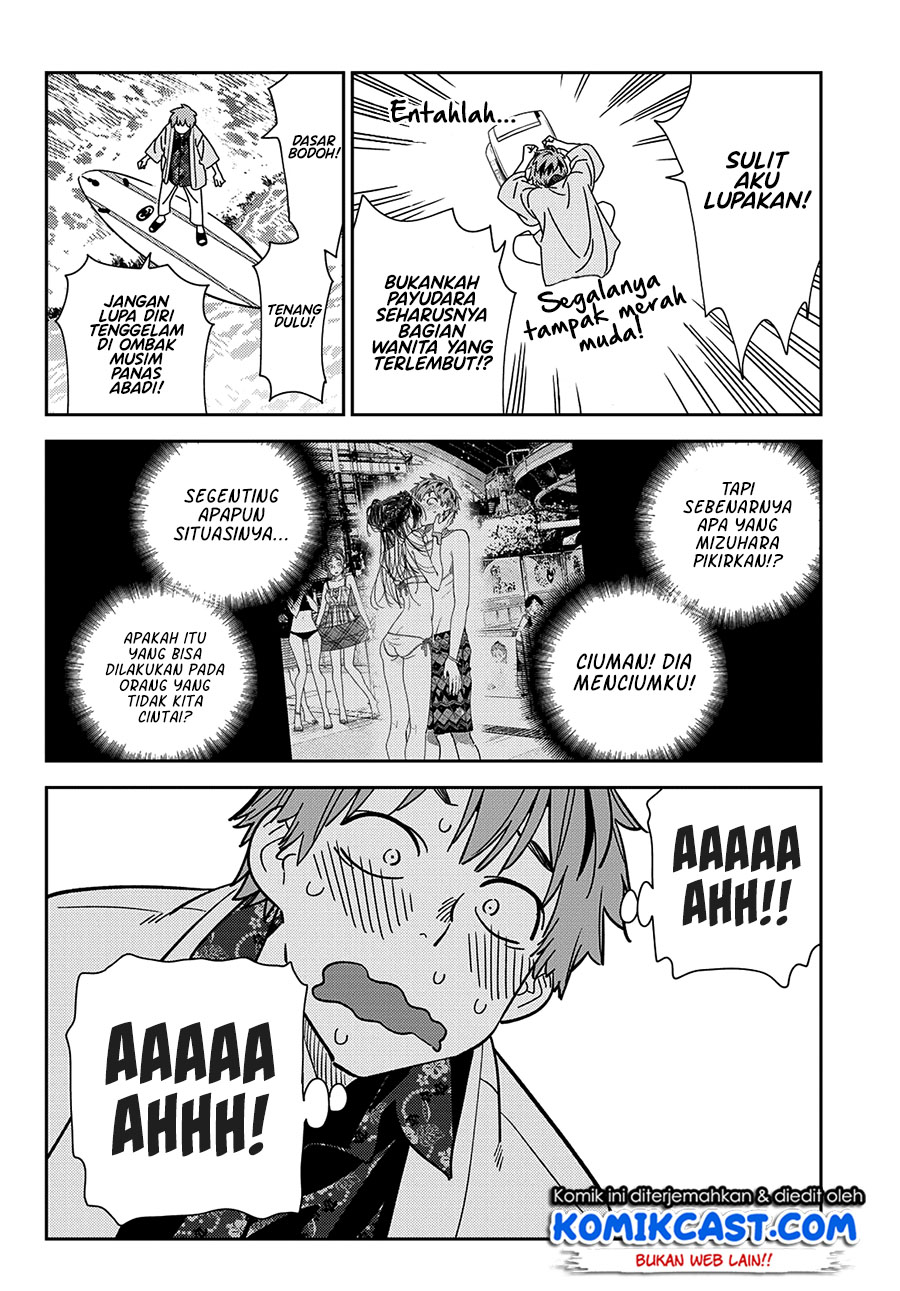 SULIT
AKU
LUPAKAN!
Entahlah...
Segalanya
tampak merah
muda!
BUKANKAH
PAYUDARA
SEHARUSNYA
BAGIAN
WANITA YANG
TERLEMBUT!?
DASAR
BODOH!
TENANG
DULU!
JANGAN
LUPA DIRI
TENGGELAM
DI OMBAK
MUSIM
PANAS
ABADI!
TAPI
SEBENARNYA
APA YANG
MIZUHARA
PIKIRKAN!?
CIUMAN! DIA
MENCIUMKU!
SEGENTING
APAPUN
SITUASINYA...
APAKAH ITU
YANG BISA
DILAKUKAN PADA
ORANG YANG
TIDAK KITA
CINTAI?
AAAAA
AHH!!
AAAAA
AHHH!
Komik ini diterjemahkan & diedit oleh
KOMIKCAST.COM
BUKAN WEB LAIN!!